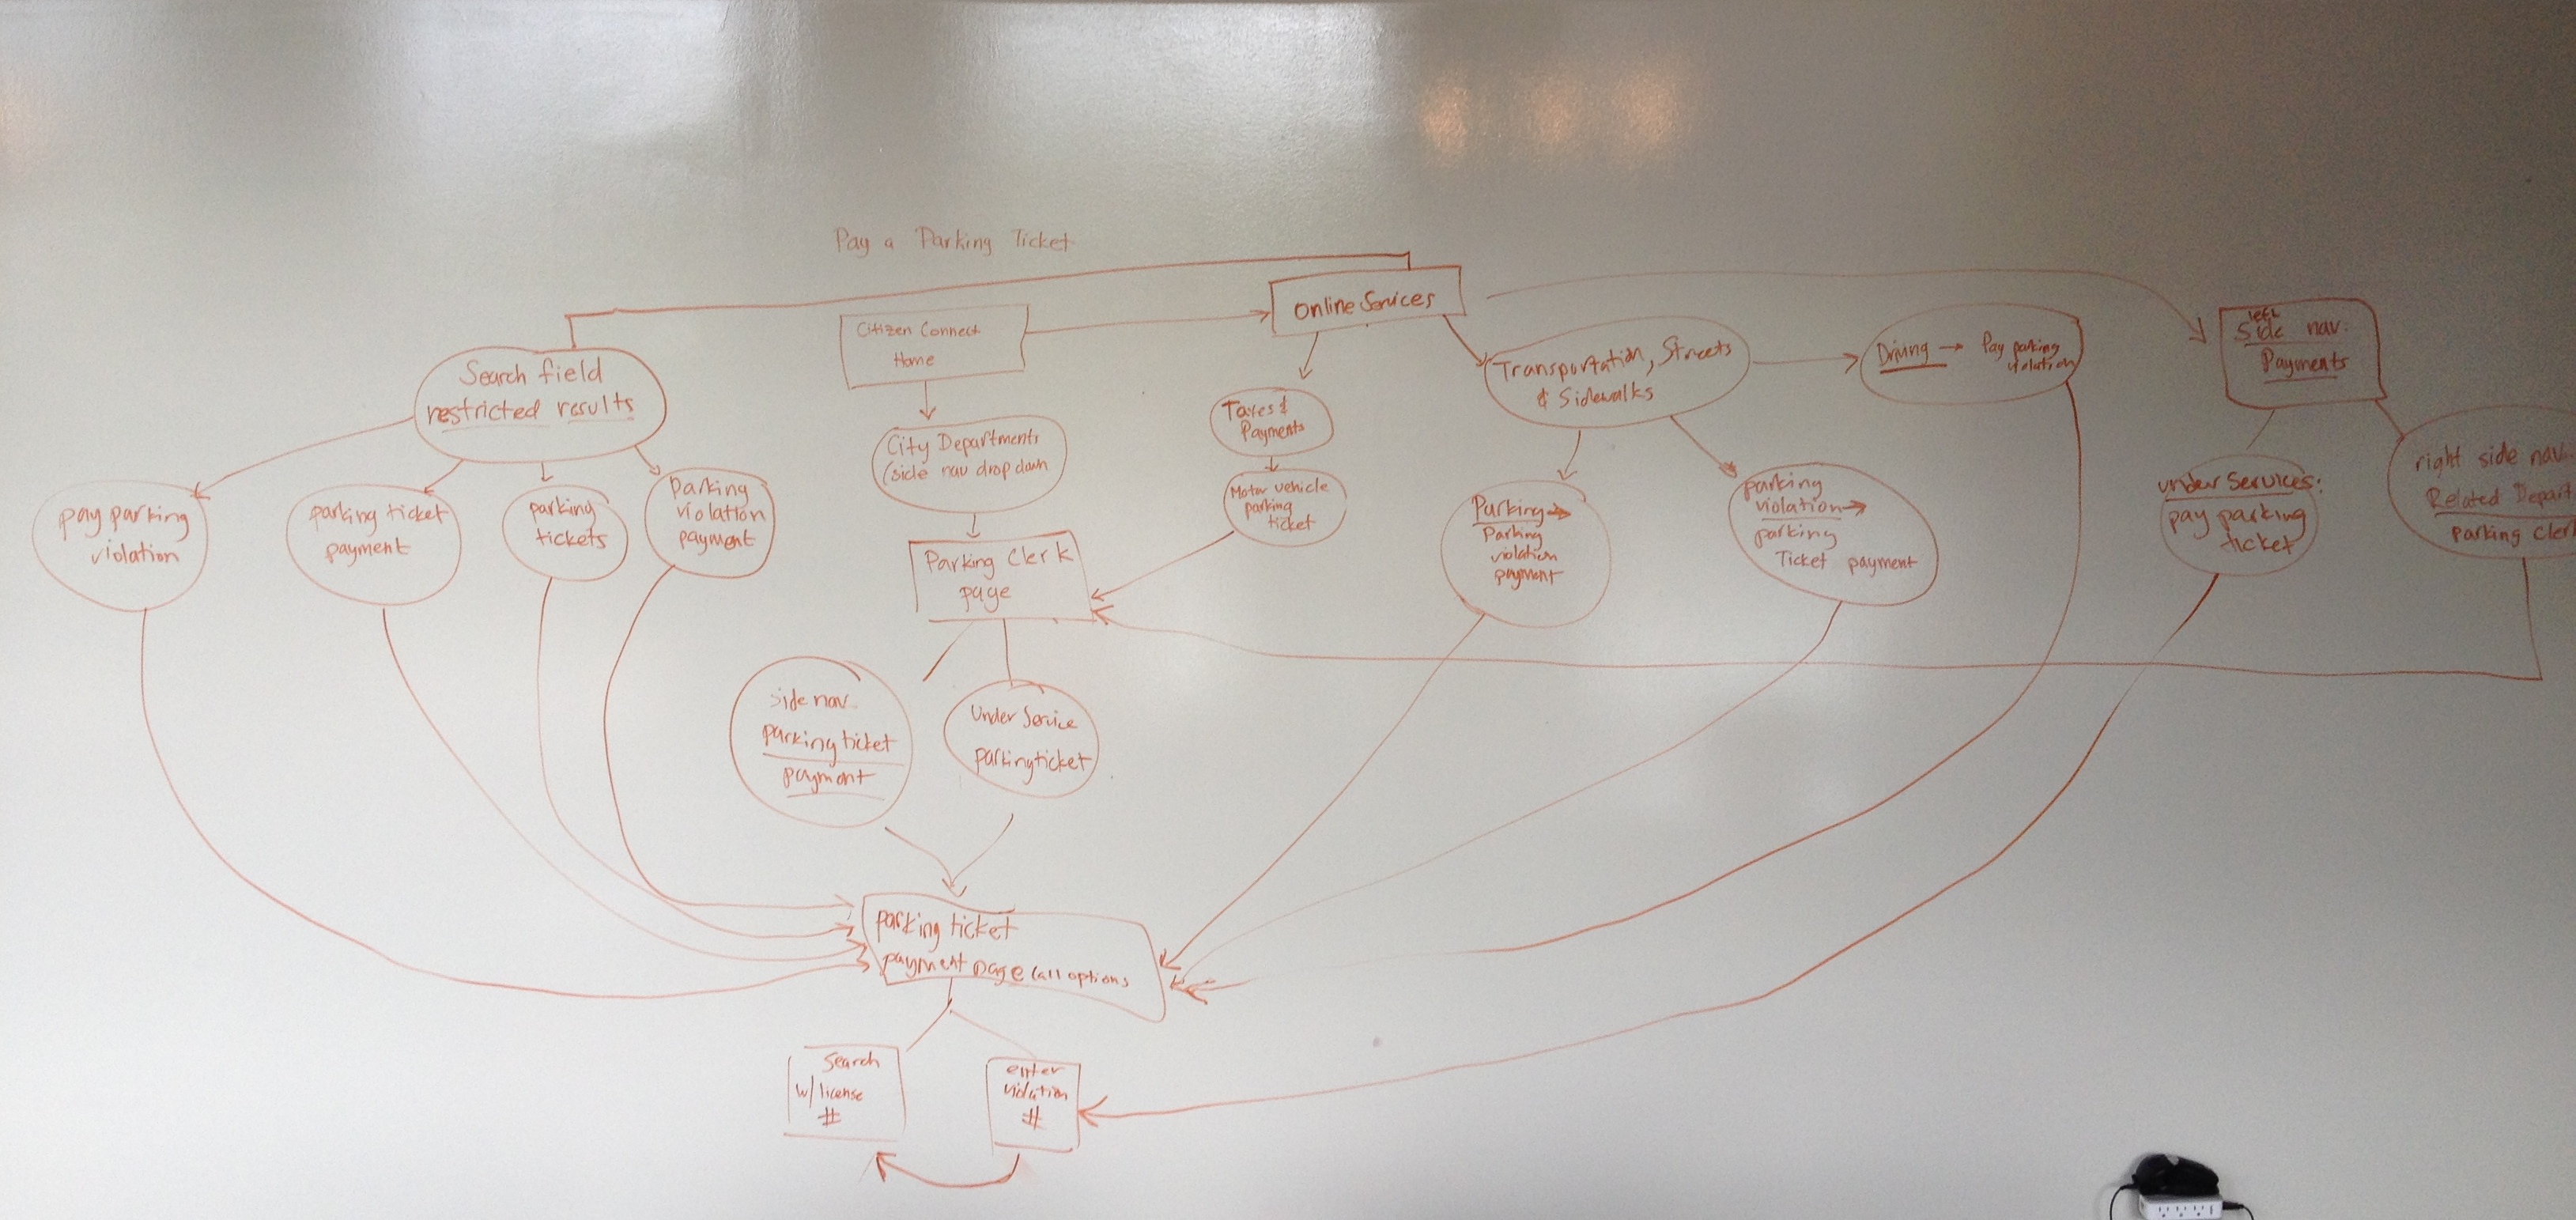 Pay a Parking Ticket
Online Services
Citizen Connect
Home
Search field
restricted results
Transportation, Streets
& Sidewalks
Driving → Pay parking
violation
left
Side nav.
Payments
City Departments
(side nav drop down
Taxes &
Payments
pay parking
violation
parking ticket
payment
parking
tickets
parking
violation
payment
Motor vehicle
parking
ticket
Parking →
parking
violation
payment
parking
violation →
parking
Ticket payment
under Services:
pay parking
ticket
right side nav.
Related Depart
parking Cler
Parking Clerk
page
side nav
parking ticket
payment
Under Service
parking ticket
parking ticket
payment page (all options
Search
w/ license
#
enter
violation
#